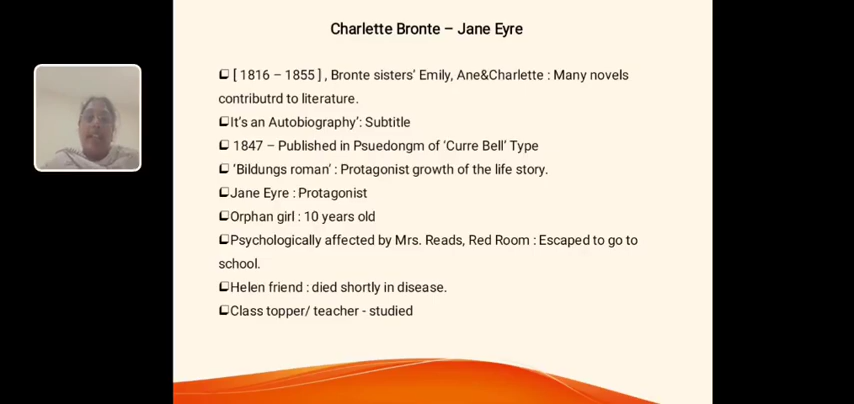 Charlette Bronte – Jane Eyre
❑ [ 1816 – 1855 ] , Bronte sisters' Emily, Ane&Charlette : Many novels
contributrd to literature.
❑It's an Autobiography': Subtitle
❑ 1847 – Published in Psuedongm of 'Curre Bell' Type
❑ 'Bildungs roman' : Protagonist growth of the life story.
❑Jane Eyre : Protagonist
❑Orphan girl : 10 years old
❑Psychologically affected by Mrs. Reads, Red Room : Escaped to go to
school.
❑Helen friend : died shortly in disease.
❑Class topper/ teacher - studied